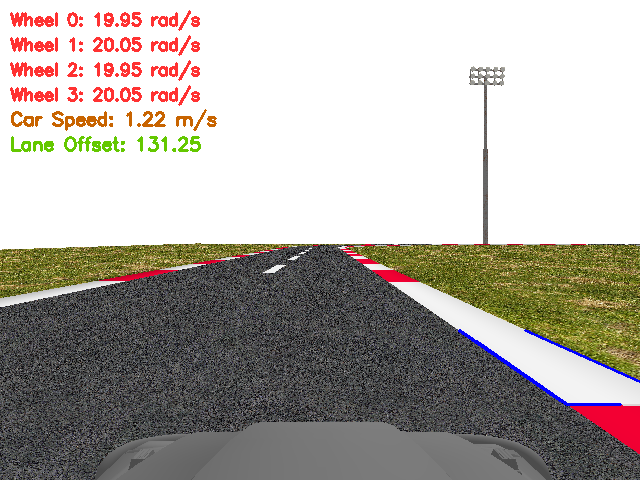 Wheel 0: 19.95 rad/s
Wheel 1: 20.05 rad/s
Wheel 2: 19.95 rad/s
Wheel 3: 20.05 rad/s
Car Speed: 1.22 m/s
Lane Offset: 131.25